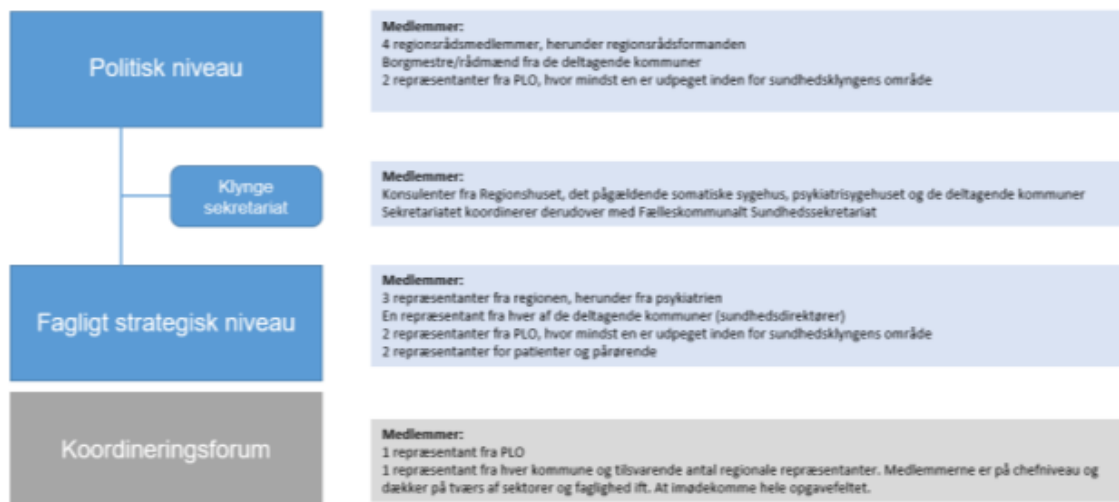 Politisk niveau
Medlemmer:
4 regionsrådsmedlemmer, herunder regionsrådsformanden
Borgmestre/rådmænd fra de deltagende kommuner
2 repræsentanter fra PLO, hvor mindst en er udpeget inden for sundhedsklyngens område
Klynge
sekretariat
Medlemmer:
Konsulenter fra Regionshuset, det pågældende somatiske sygehus, psykiatrisygehuset og de deltagende kommuner
Sekretariatet koordinerer derudover med Fælleskommunalt Sundhedssekretariat
Fagligt strategisk niveau
Medlemmer:
3 repræsentanter fra regionen, herunder fra psykiatrien
En repræsentant fra hver af de deltagende kommuner (sundhedsdirektører)
2 repræsentanter fra PLO, hvor mindst en er udpeget inden for sundhedsklyngens område
2 repræsentanter for patienter og pårørende
Koordineringsforum
Medlemmer:
1 repræsentant fra PLO
1 repræsentant fra hver kommune og tilsvarende antal regionale repræsentanter. Medlemmerne er på chefniveau og
dækker på tværs af sektorer og faglighed ift. At imødekomme hele opgavefeltet.